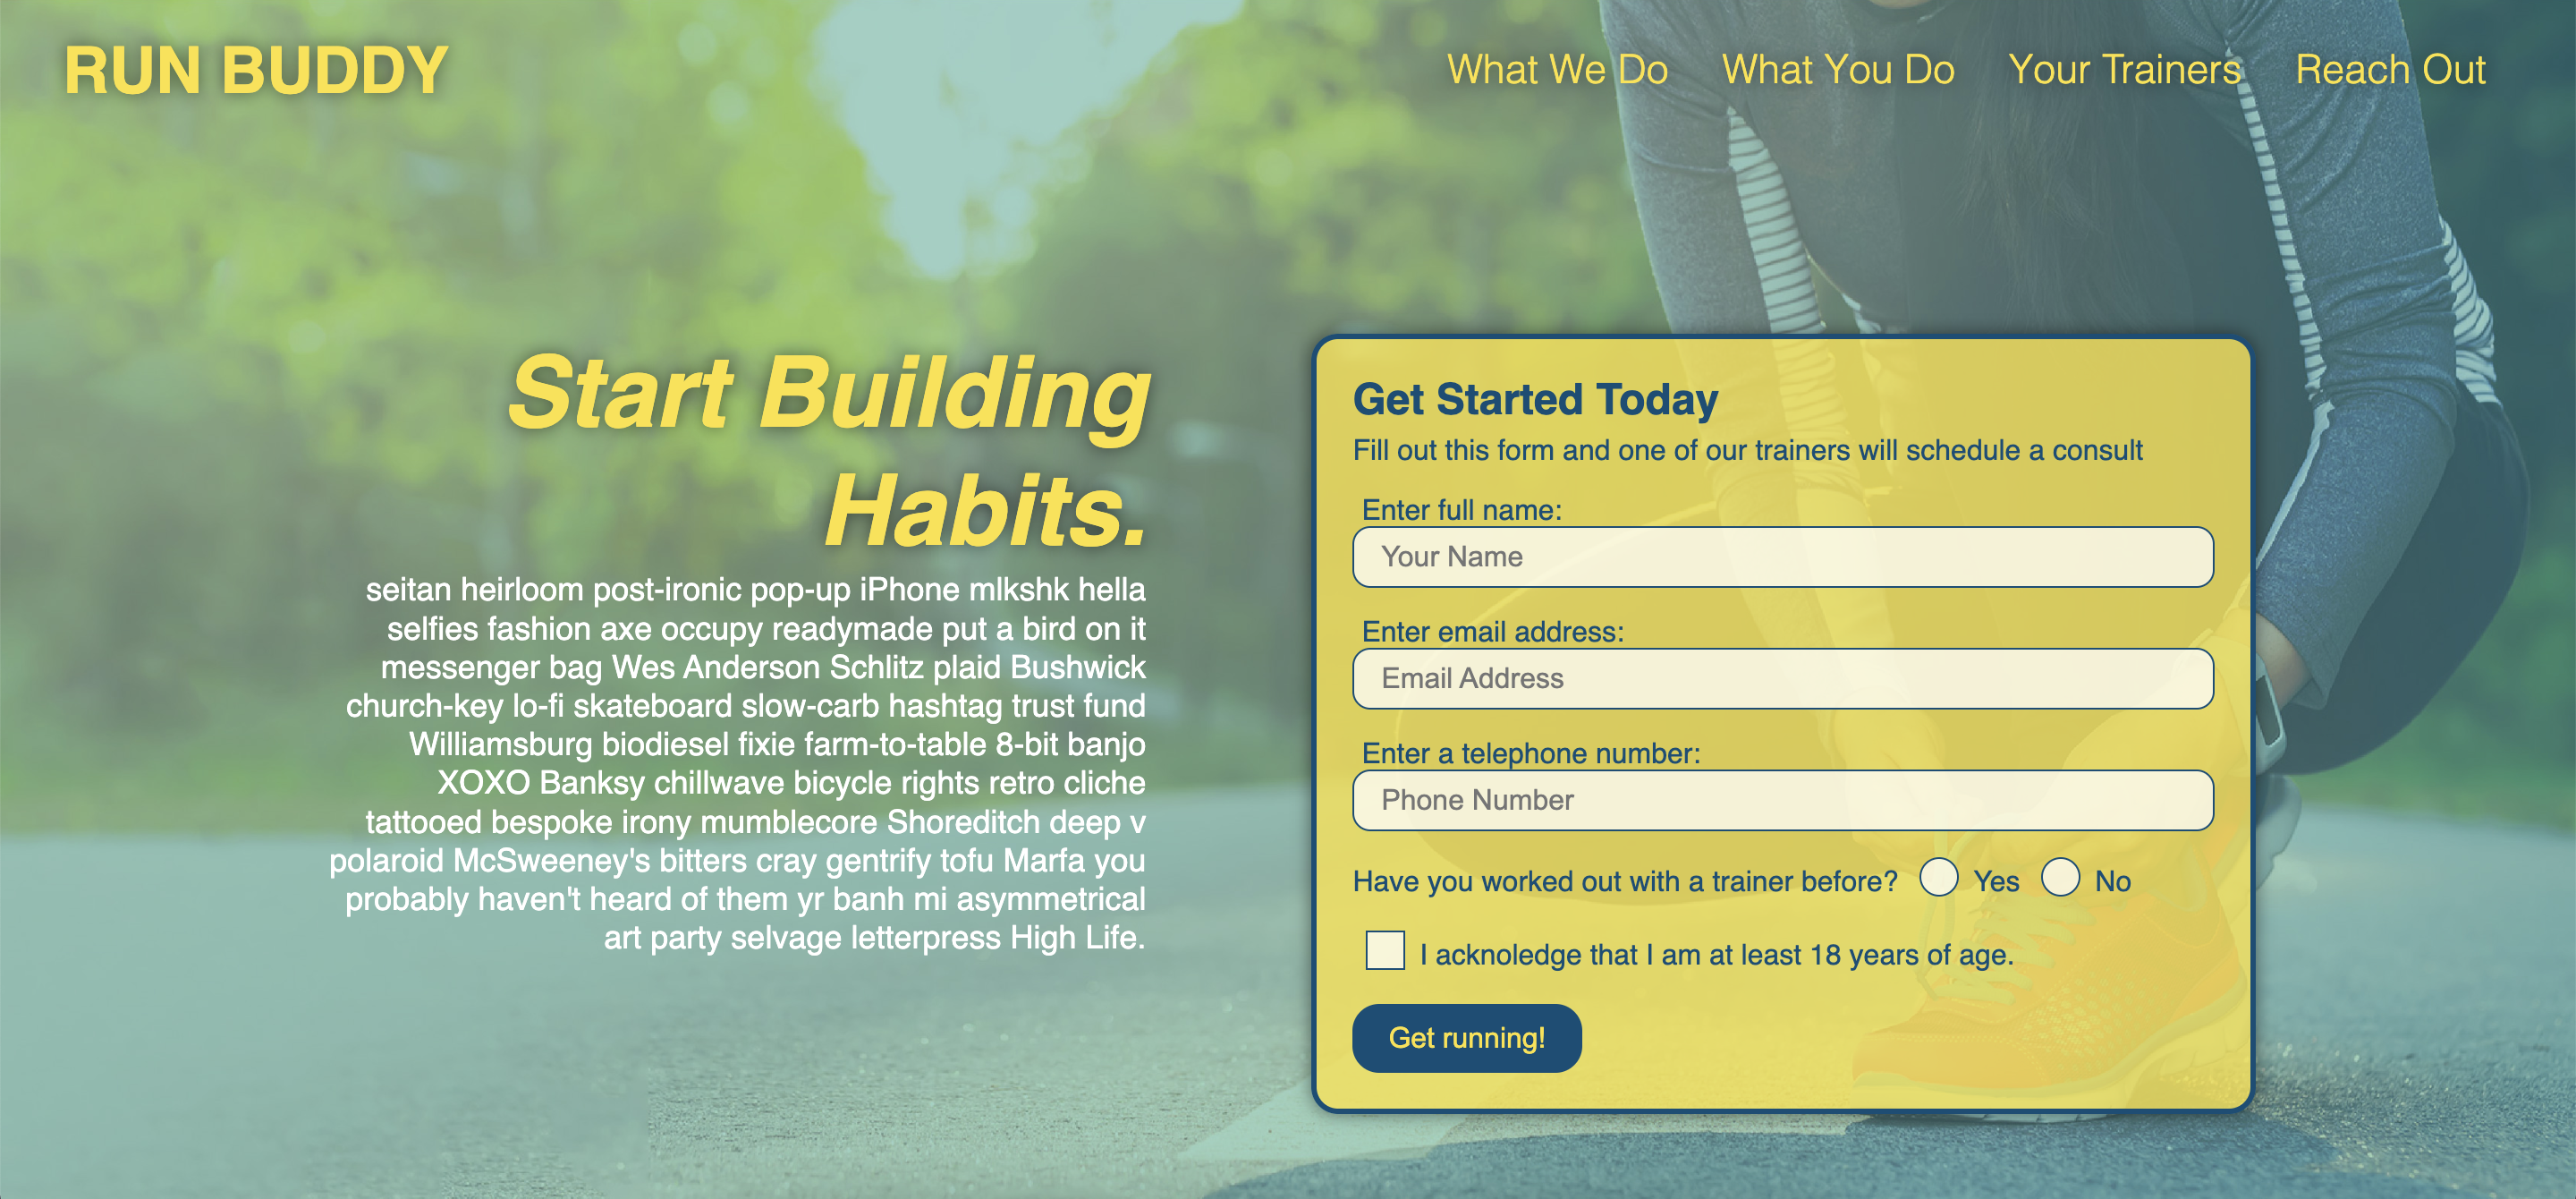 RUN BUDDY
What We Do What You Do Your Trainers Reach Out
Start Building
Habits.
seitan heirloom post-ironic pop-up iPhone mlkshk hella
selfies fashion axe occupy readymade put a bird on it
messenger bag Wes Anderson Schlitz plaid Bushwick
church-key lo-fi skateboard slow-carb hashtag trust fund
Williamsburg biodiesel fixie farm-to-table 8-bit banjo
XOXO Banksy chillwave bicycle rights retro cliche
tattooed bespoke irony mumblecore Shoreditch deep v
polaroid McSweeney's bitters cray gentrify tofu Marfa you
probably haven't heard of them yr banh mi asymmetrical
art party selvage letterpress High Life.
Get Started Today
Fill out this form and one of our trainers will schedule a consult
Enter full name:
Your Name
Enter email address:
Email Address
Enter a telephone number:
Phone Number
Have you worked out with a trainer before? Yes No
I acknoledge that I am at least 18 years of age.
Get running!